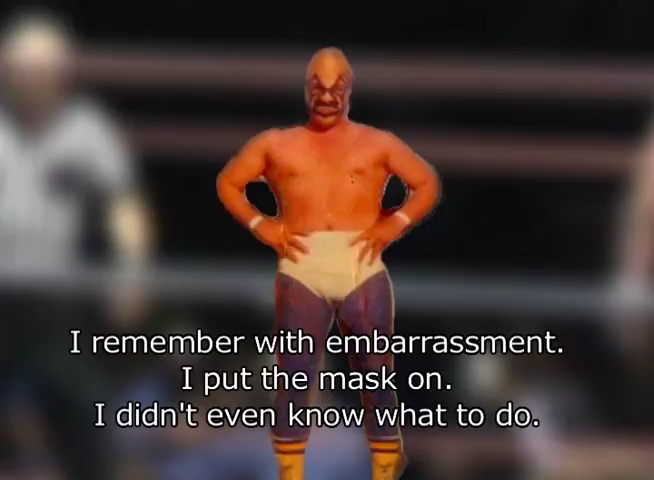 I remember with embarrassment.
I put the mask on.
I didn't even know what to do.